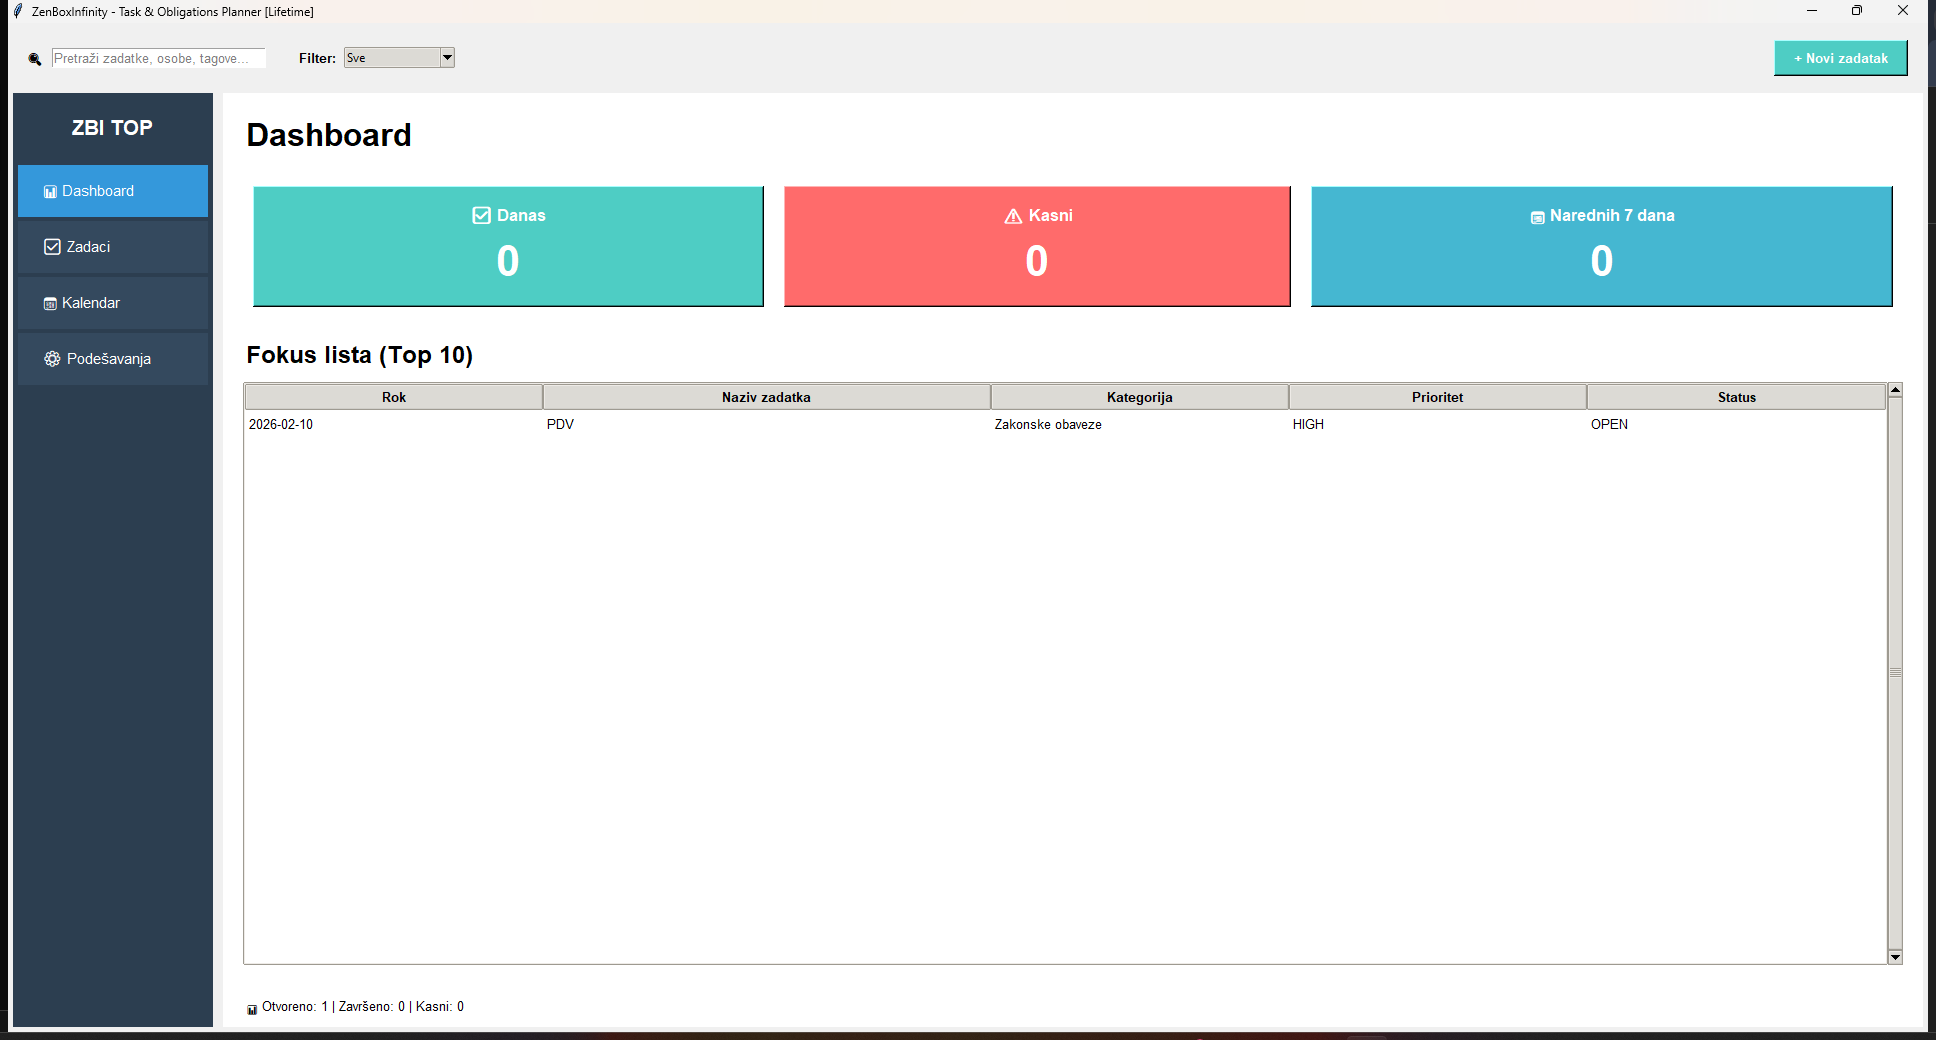 ZenBoxInfinity - Task & Obligations Planner [Lifetime]
Pretraži zadatke, osobe, tagove...
Filter: Sve
+ Novi zadatak
ZBI TOP
Dashboard
Zadaci
Kalendar
Podešavanja
Dashboard
Danas
0
Kasni
0
Narednih 7 dana
0
Fokus lista (Top 10)
Rok Naziv zadatka Kategorija Prioritet Status
2026-02-10 PDV Zakonske obaveze HIGH OPEN
Otvoreno: 1 | Završeno: 0 | Kasni: 0